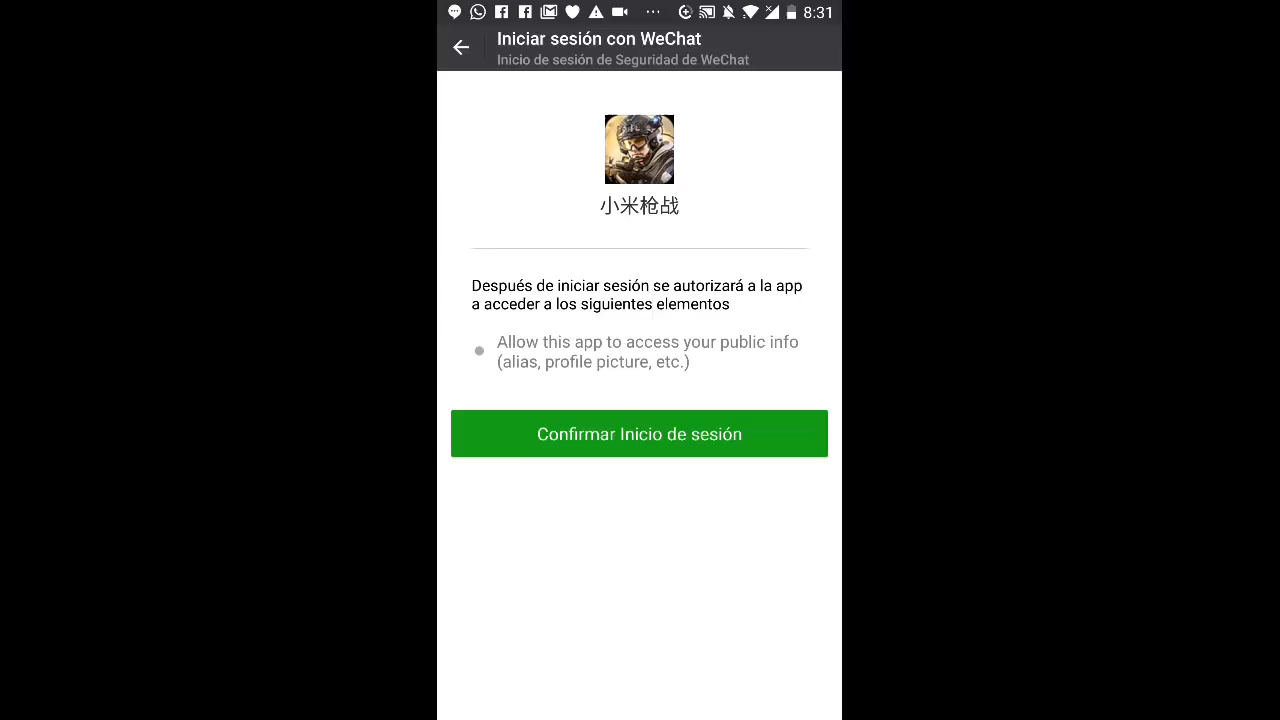 8:31
Iniciar sesión con WeChat
Inicio de sesión de Seguridad de WeChat
小米枪战
Después de iniciar sesión se autorizará a la app
a acceder a los siguientes elementos
Allow this app to access your public info
(alias, profile picture, etc.)
Confirmar Inicio de sesión